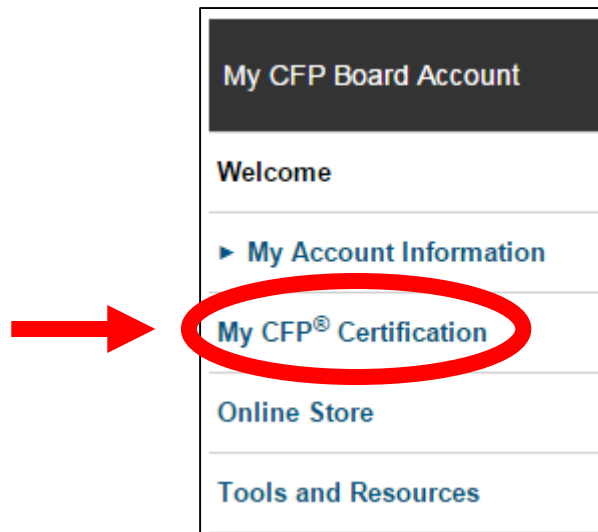 My CFP Board Account
Welcome
► My Account Information
My CFP® Certification
Online Store
Tools and Resources